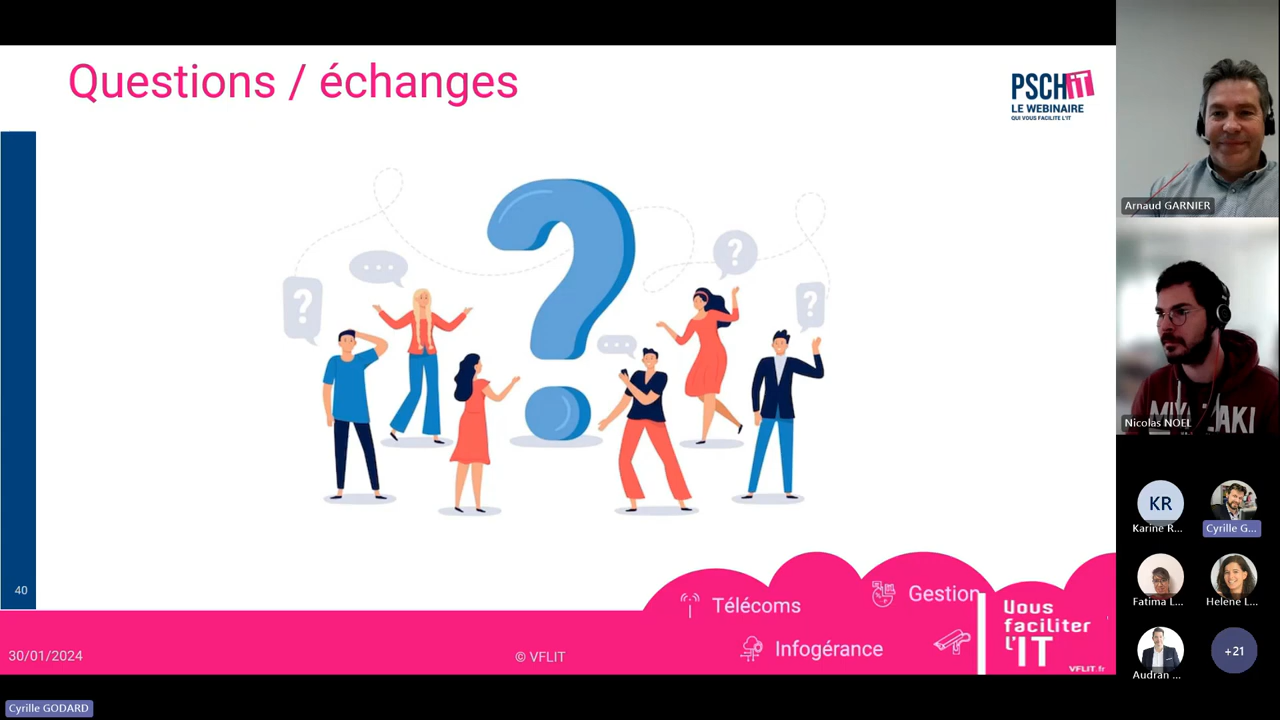 Questions / échanges
PSCHIT
LE WEBINAIRE
QUI VOUS FACILITE L'IT
?
?
?
?
40
Télécoms
Gestion
Infogérance
Vous
faciliter
l'IT
VFLIT.fr
30/01/2024
© VFLIT
Cyrille GODARD
Arnaud GARNIER
Nicolas NOEL
KR
Karine R...
Cyrille G...
Fatima L...
Helene L...
Audran ...
+21